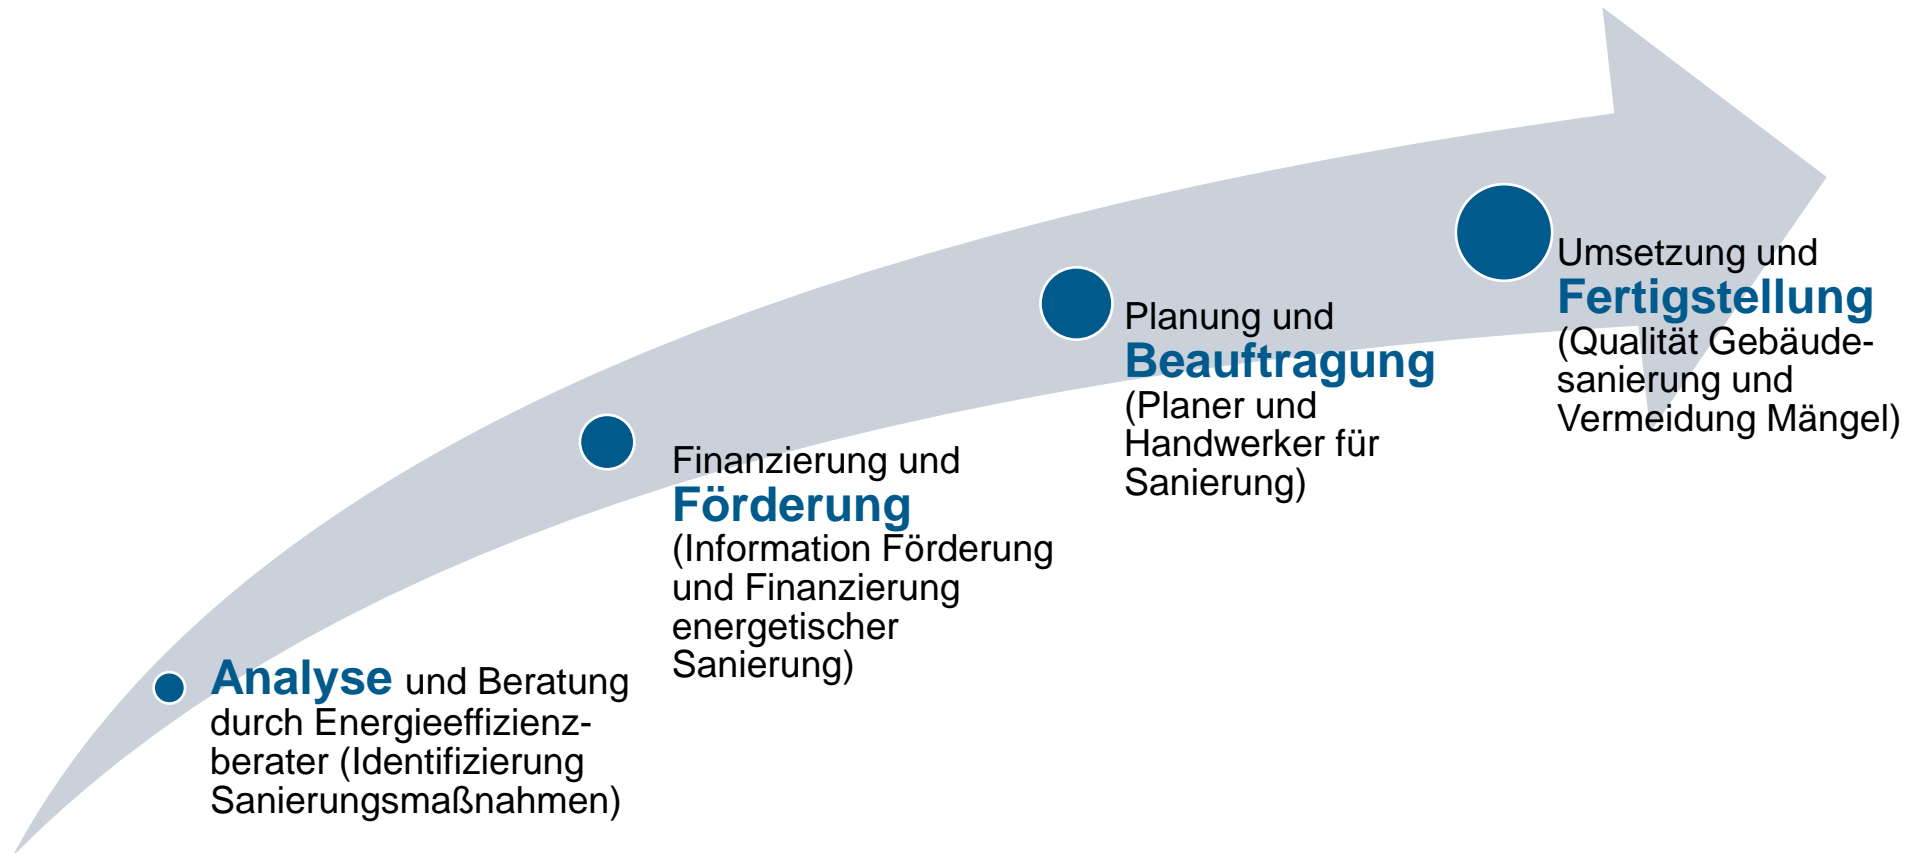 Analyse und Beratung
durch Energieeffizienz-
berater (Identifizierung
Sanierungsmaßnahmen)
Finanzierung und
Förderung
(Information Förderung
und Finanzierung
energetischer
Sanierung)
Planung und
Beauftragung
(Planer und
Handwerker für
Sanierung)
Umsetzung und
Fertigstellung
(Qualität Gebäude-
sanierung und
Vermeidung Mängel)